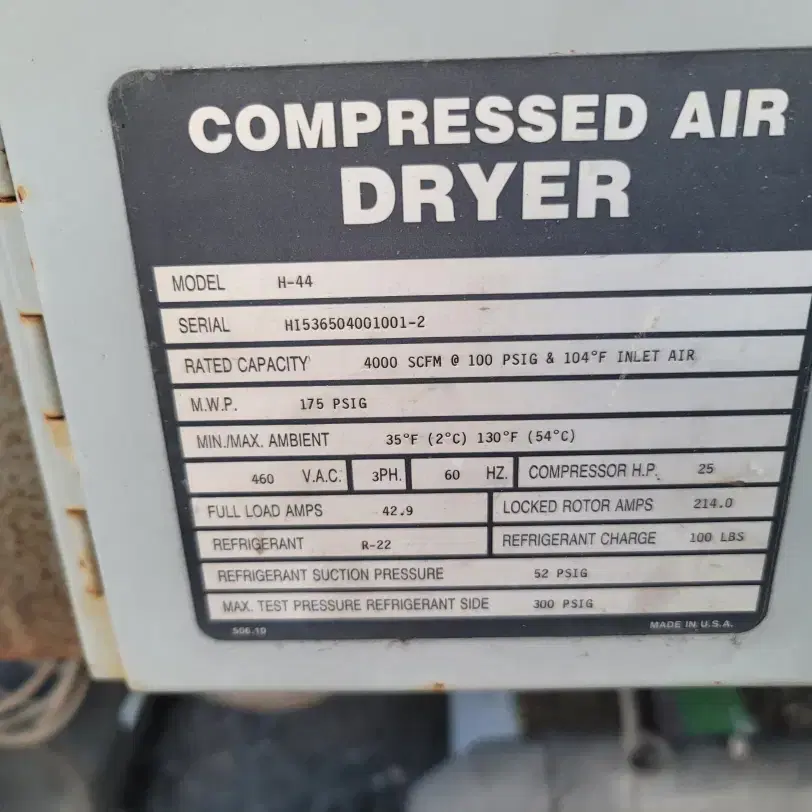 COMPRESSED AIR
DRYER
MODEL H-44
SERIAL HI536504001001-2
RATED CAPACITY 4000 SCFM @ 100 PSIG & 104°F INLET AIR
M.W.P. 175 PSIG
MIN./MAX. AMBIENT 35°F (2°C) 130°F (54°C)
460 V.A.C. 3PH. 60 HZ. COMPRESSOR H.P. 25
FULL LOAD AMPS 42.9 LOCKED ROTOR AMPS 214.0
REFRIGERANT R-22 REFRIGERANT CHARGE 100 LBS
REFRIGERANT SUCTION PRESSURE 52 PSIG
MAX. TEST PRESSURE REFRIGERANT SIDE 300 PSIG
506.10 MADE IN U.S.A.